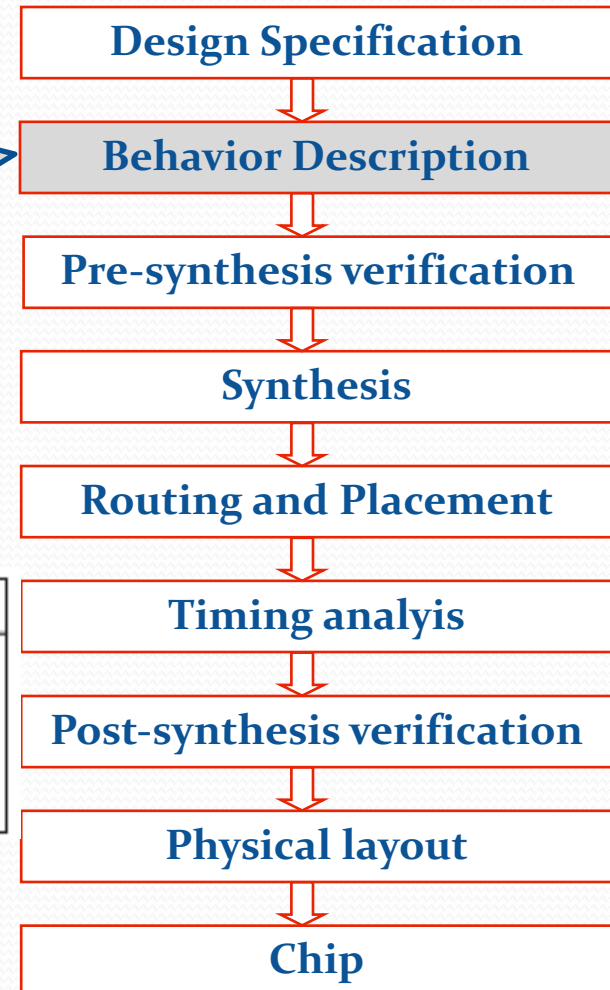 Design Specification
Behavior Description
Pre-synthesis verification
Synthesis
Routing and Placement
Timing analyis
Post-synthesis verification
Physical layout
Chip